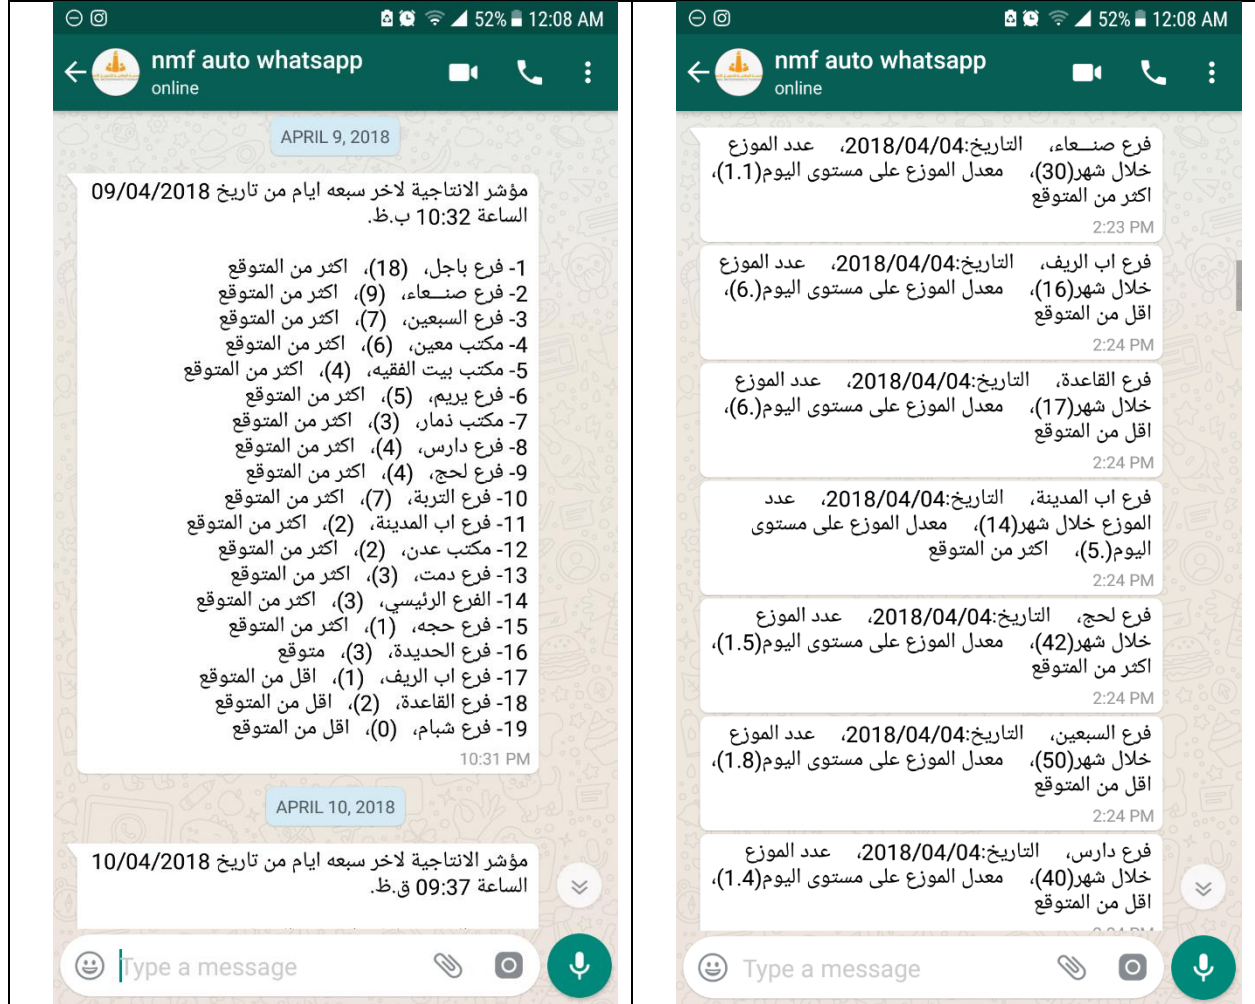 52% 12:08 AM
nmf auto whatsapp
online
APRIL 9, 2018
مؤشر الانتاجية لاخر سبعه ايام من تاريخ 09/04/2018
الساعة 10:32 ب.ظ.
1- فرع باجل، (18)، اكثر من المتوقع
2- فرع صنــعاء، (9)، اكثر من المتوقع
3- فرع السبعين، (7)، اكثر من المتوقع
4- مكتب معين، (6)، اكثر من المتوقع
5- مكتب بيت الفقيه، (4)، اكثر من المتوقع
6- فرع يريم، (5)، اكثر من المتوقع
7- مكتب ذمار، (3)، اكثر من المتوقع
8- فرع دارس، (4)، اكثر من المتوقع
9- فرع لحج، (4)، اكثر من المتوقع
10- فرع التربة، (7)، اكثر من المتوقع
11- فرع اب المدينة، (2)، اكثر من المتوقع
12- مكتب عدن، (2)، اكثر من المتوقع
13- فرع دمت، (3)، اكثر من المتوقع
14- الفرع الرئيسي، (3)، اكثر من المتوقع
15- فرع حجه، (1)، اكثر من المتوقع
16- فرع الحديدة، (3)، متوقع
17- فرع اب الريف، (1)، اقل من المتوقع
18- فرع القاعدة، (2)، اقل من المتوقع
19- فرع شبام، (0)، اقل من المتوقع
10:31 PM
APRIL 10, 2018
مؤشر الانتاجية لاخر سبعه ايام من تاريخ 10/04/2018
الساعة 09:37 ق.ظ.
Type a message
52% 12:08 AM
nmf auto whatsapp
online
فرع صنــعاء، التاريخ:2018/04/04، عدد الموزع
خلال شهر(30)، معدل الموزع على مستوى اليوم(1.1)،
اكثر من المتوقع
2:23 PM
فرع اب الريف، التاريخ:2018/04/04، عدد الموزع
خلال شهر(16)، معدل الموزع على مستوى اليوم(.6)،
اقل من المتوقع
2:24 PM
فرع القاعدة، التاريخ:2018/04/04، عدد الموزع
خلال شهر(17)، معدل الموزع على مستوى اليوم(.6)،
اقل من المتوقع
2:24 PM
فرع اب المدينة، التاريخ:2018/04/04، عدد
الموزع خلال شهر(14)، معدل الموزع على مستوى
اليوم(.5)، اكثر من المتوقع
2:24 PM
فرع لحج، التاريخ:2018/04/04، عدد الموزع
خلال شهر(42)، معدل الموزع على مستوى اليوم(1.5)،
اكثر من المتوقع
2:24 PM
فرع السبعين، التاريخ:2018/04/04، عدد الموزع
خلال شهر(50)، معدل الموزع على مستوى اليوم(1.8)،
اقل من المتوقع
2:24 PM
فرع دارس، التاريخ:2018/04/04، عدد الموزع
خلال شهر(40)، معدل الموزع على مستوى اليوم(1.4)،
اقل من المتوقع
Type a message